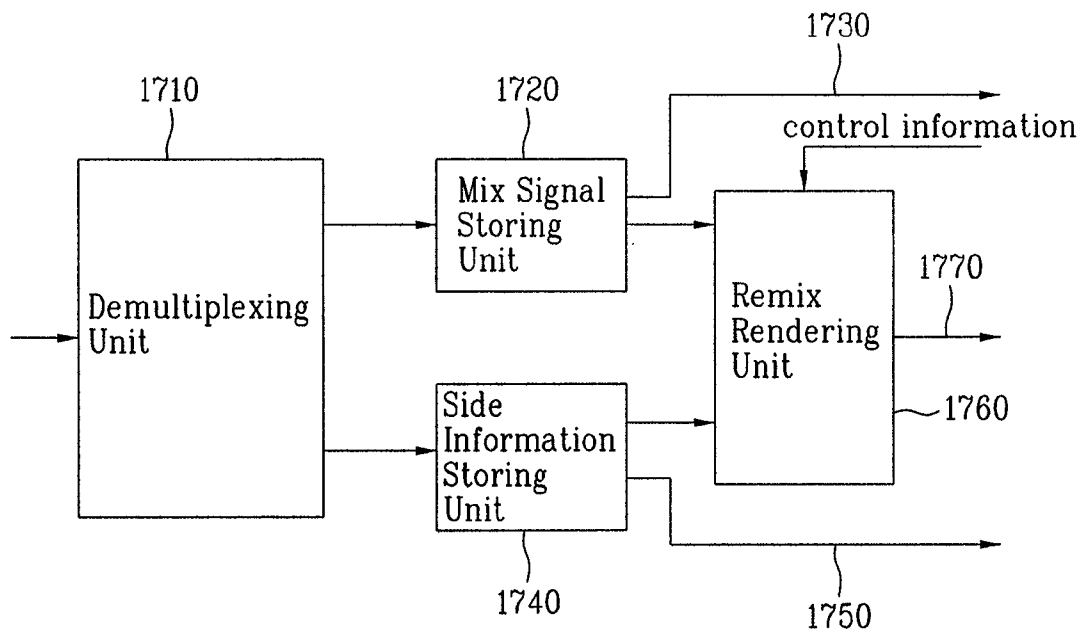 1730
1710
1720
control information
Mix Signal
Storing
Unit
Demultiplexing
Unit
Remix
Rendering
Unit
1770
1760
Side
Information
Storing
Unit
1740
1750